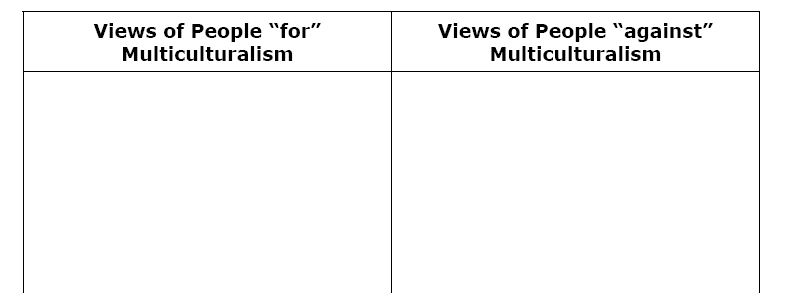 Views of People “for”
Multiculturalism
Views of People “against”
Multiculturalism